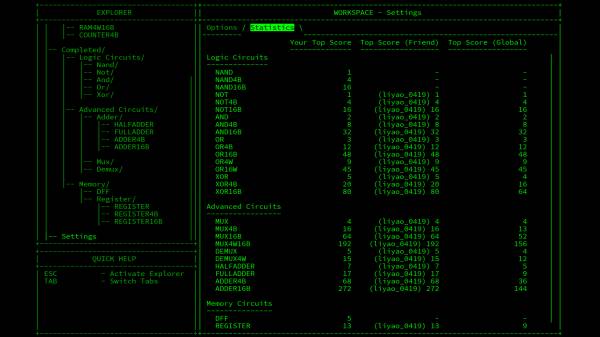 EXPLORER
|-- RAM4W16B
|-- COUNTER4B
|-- Completed/
|-- Logic Circuits/
|-- Nand/
|-- Not/
|-- And/
|-- Or/
|-- Xor/
|-- Advanced Circuits/
|-- Adder/
|-- HALFADDER
|-- FULLADDER
|-- ADDER4B
|-- ADDER16B
|-- Mux/
|-- Demux/
|-- Memory/
|-- DFF
|-- Register/
|-- REGISTER
|-- REGISTER4B
|-- REGISTER16B
|-- Settings
QUICK HELP
ESC - Activate Explorer
TAB - Switch Tabs
WORKSPACE - Settings
Options / Statistics \
Your Top Score Top Score (Friend) Top Score (Global)
Logic Circuits
NAND 1 - -
NAND4B 4 - -
NAND16B 16 - -
NOT 1 (liyao_0419) 1 1
NOT4B 4 (liyao_0419) 4 4
NOT16B 16 (liyao_0419) 16 16
AND 2 (liyao_0419) 2 2
AND4B 8 (liyao_0419) 8 8
AND16B 32 (liyao_0419) 32 32
OR 3 (liyao_0419) 3 3
OR4B 12 (liyao_0419) 12 12
OR16B 48 (liyao_0419) 48 48
OR4W 9 (liyao_0419) 9 9
OR16W 45 (liyao_0419) 45 45
XOR 5 (liyao_0419) 5 4
XOR4B 20 (liyao_0419) 20 16
XOR16B 80 (liyao_0419) 80 64
Advanced Circuits
MUX 4 (liyao_0419) 4 4
MUX4B 16 (liyao_0419) 16 13
MUX16B 64 (liyao_0419) 64 52
MUX4W16B 192 (liyao_0419) 192 156
DEMUX 5 (liyao_0419) 5 4
DEMUX4W 15 (liyao_0419) 15 12
HALFADDER 7 (liyao_0419) 7 5
FULLADDER 17 (liyao_0419) 17 9
ADDER4B 68 (liyao_0419) 68 36
ADDER16B 272 (liyao_0419) 272 144
Memory Circuits
DFF 5 - -
REGISTER 13 (liyao_0419) 13 9